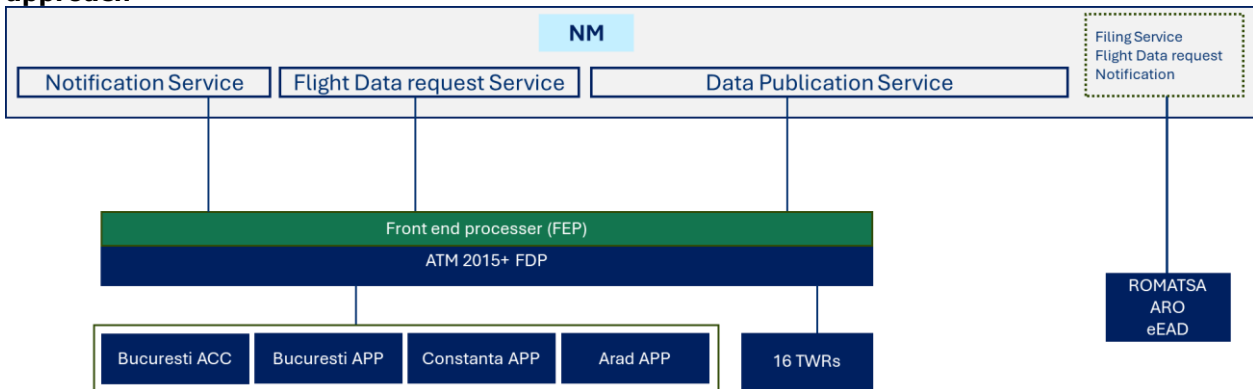 approach
NM
Filing Service
Flight Data request
Notification
Notification Service
Flight Data request Service
Data Publication Service
Front end processer (FEP)
ATM 2015+ FDP
ROMATSA
ARO
eEAD
Bucuresti ACC
Bucuresti APP
Constanta APP
Arad APP
16 TWRs